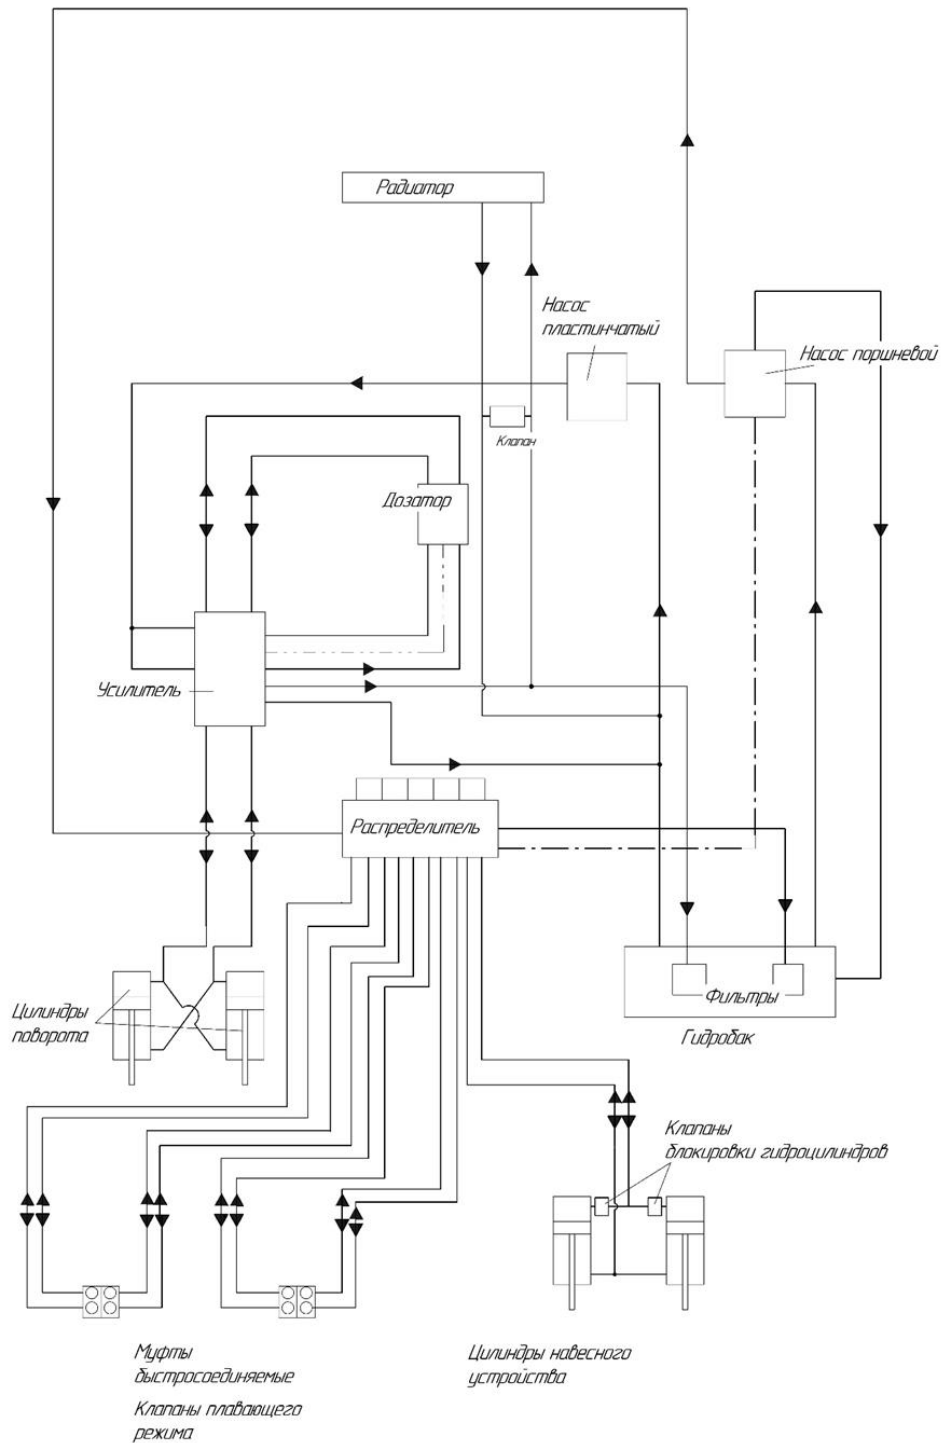 Радиатор
Насос
пластинчатый
Насос поршневой
Клапан
Дозатор
Усилитель
Распределитель
Цилиндры
поворота
Фильтры
Гидробак
Клапаны
блокировки гидроцилиндров
Муфты
быстросоединяемые
Клапаны плавающего
режима
Цилиндры навесного
устройства